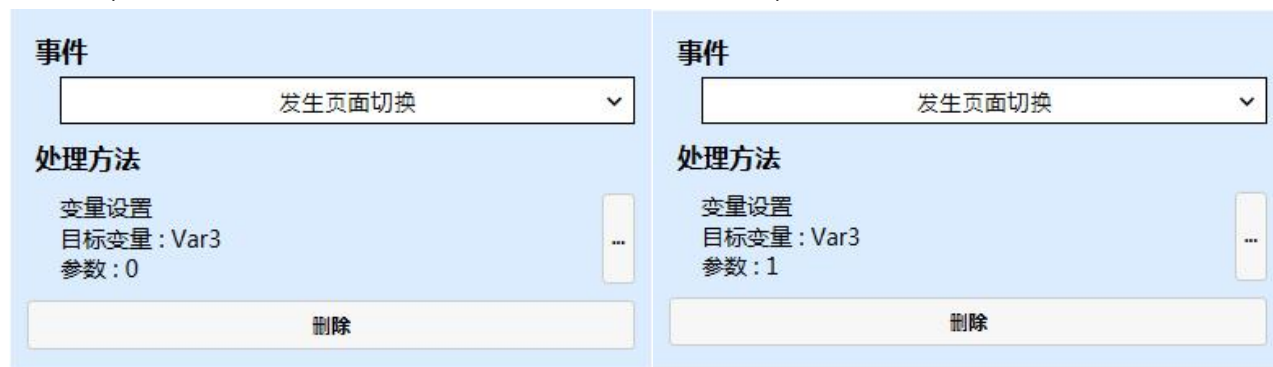 事件
发生页面切换
处理方法
变量设置
目标变量 : Var3
参数 : 0
...
删除
事件
发生页面切换
处理方法
变量设置
目标变量 : Var3
参数 : 1
...
删除